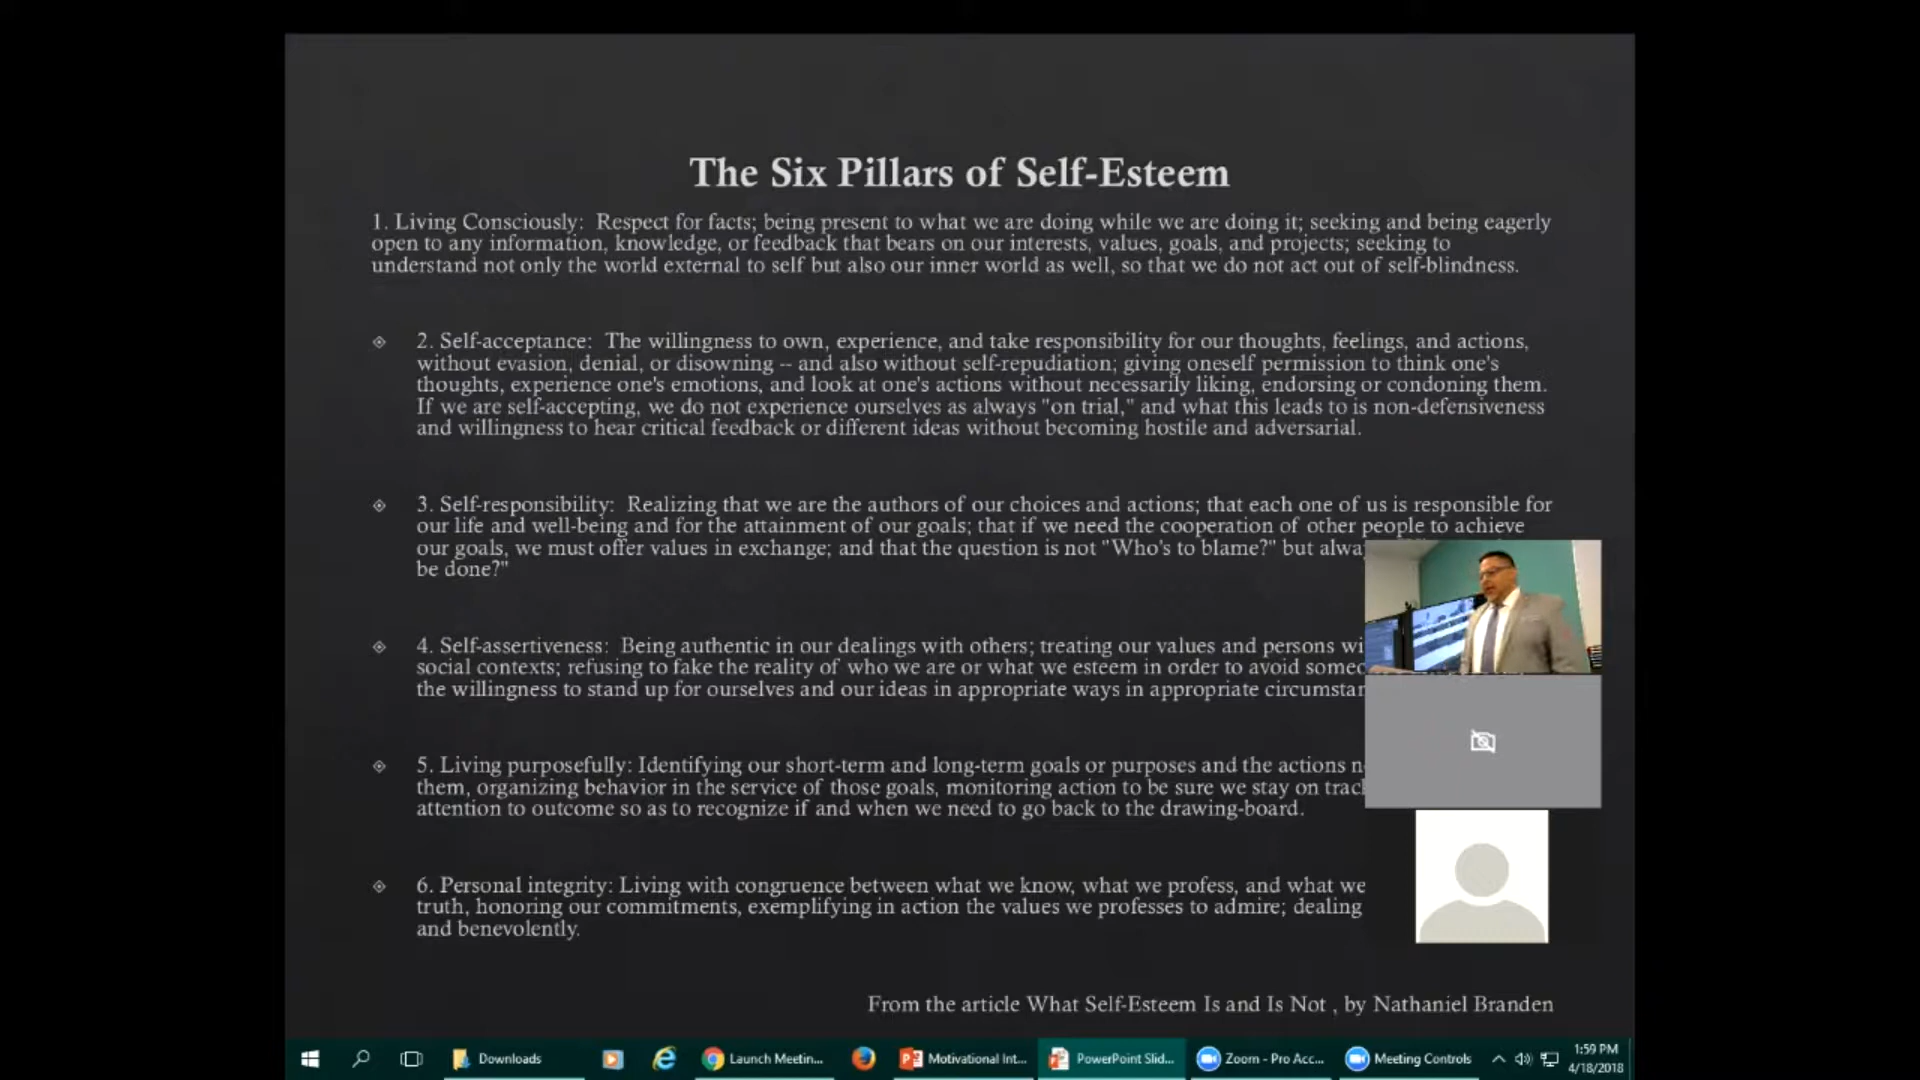 The Six Pillars of Self-Esteem
1. Living Consciously: Respect for facts; being present to what we are doing while we are doing it; seeking and being eagerly
open to any information, knowledge, or feedback that bears on our interests, values, goals, and projects; seeking to
understand not only the world external to self but also our inner world as well, so that we do not act out of self-blindness.
2. Self-acceptance: The willingness to own, experience, and take responsibility for our thoughts, feelings, and actions,
without evasion, denial, or disowning -- and also without self-repudiation; giving oneself permission to think one's
thoughts, experience one's emotions, and look at one's actions without necessarily liking, endorsing or condoning them.
If we are self-accepting, we do not experience ourselves as always "on trial," and what this leads to is non-defensiveness
and willingness to hear critical feedback or different ideas without becoming hostile and adversarial.
3. Self-responsibility: Realizing that we are the authors of our choices and actions; that each one of us is responsible for
our life and well-being and for the attainment of our goals; that if we need the cooperation of other people to achieve
our goals, we must offer values in exchange; and that the question is not "Who's to blame?" but
be done?"
4. Self-assertiveness: Being authentic in our dealings with others; treating our values and persons
social contexts; refusing to fake the reality of who we are or what we esteem in order to avoid
the willingness to stand up for ourselves and our ideas in appropriate ways in appropriate
5. Living purposefully: Identifying our short-term and long-term goals or purposes and the actions
them, organizing behavior in the service of those goals, monitoring action to be sure we stay on
attention to outcome so as to recognize if and when we need to go back to the drawing-board.
6. Personal integrity: Living with congruence between what we know, what we profess, and what we
truth, honoring our commitments, exemplifying in action the values we professes to admire; dealing
and benevolently.
From the article What Self-Esteem Is and Is Not , by Nathaniel Branden
Downloads Launch Meetin... Motivational Int... PowerPoint Slid... Zoom - Pro Acc... Meeting Controls 1:59 PM
4/18/2018